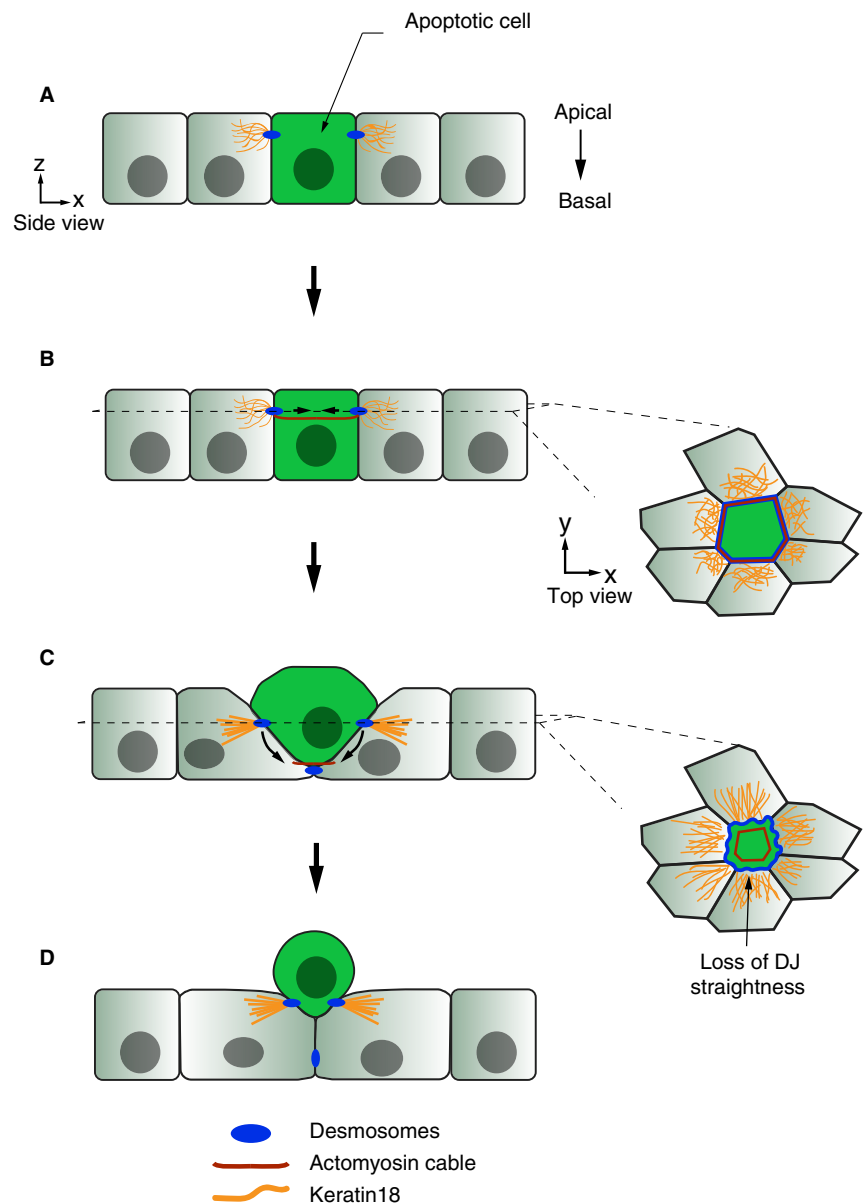 Apoptotic cell
A
Apical
Basal
z
x
Side view
B
y
x
Top view
C
Loss of DJ
straightness
D
Desmosomes
Actomyosin cable
Keratin18